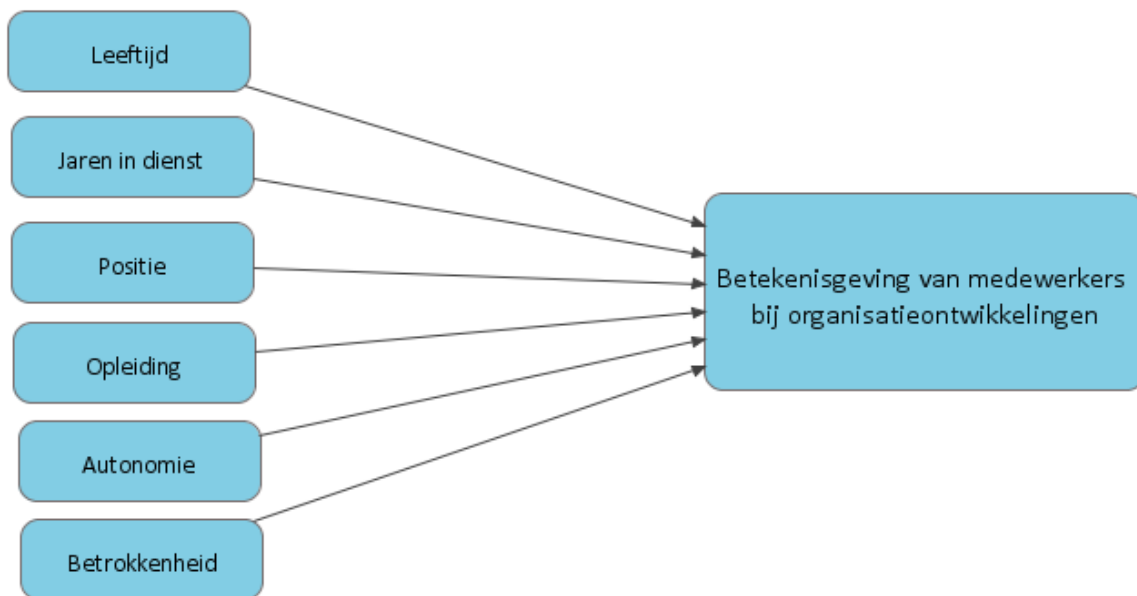 Leeftijd
Jaren in dienst
Positie
Opleiding
Autonomie
Betrokkenheid
Betekenisgeving van medewerkers
bij organisatieontwikkelingen